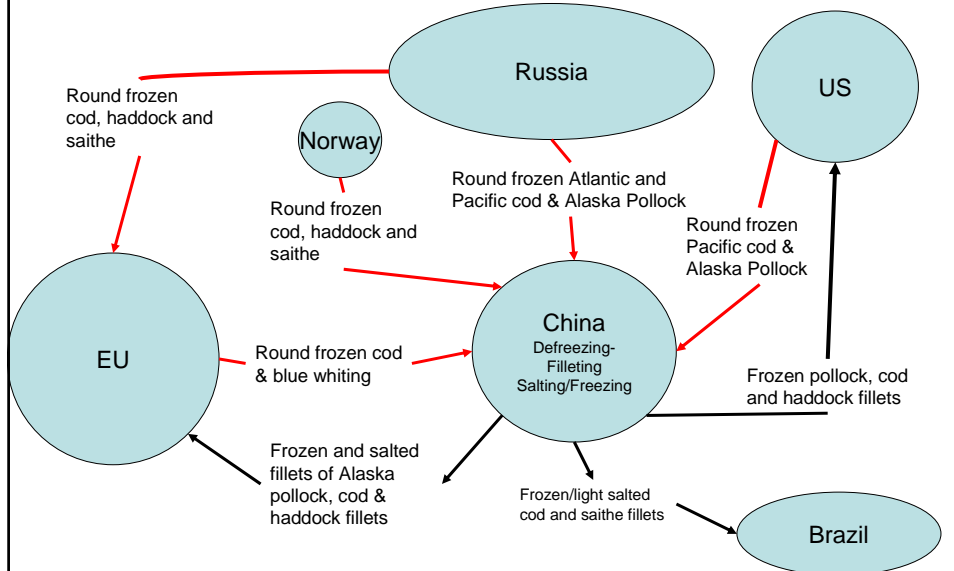 Russia
US
Round frozen
cod, haddock and
saithe
Norway
Round frozen Atlantic and
Pacific cod & Alaska Pollock
Round frozen
cod, haddock and
saithe
Round frozen
Pacific cod &
Alaska Pollock
EU
Round frozen cod
& blue whiting
China
Defreezing-
Filleting
Salting/Freezing
Frozen pollock, cod
and haddock fillets
Frozen and salted
fillets of Alaska
pollock, cod &
haddock fillets
Frozen/light salted
cod and saithe fillets
Brazil